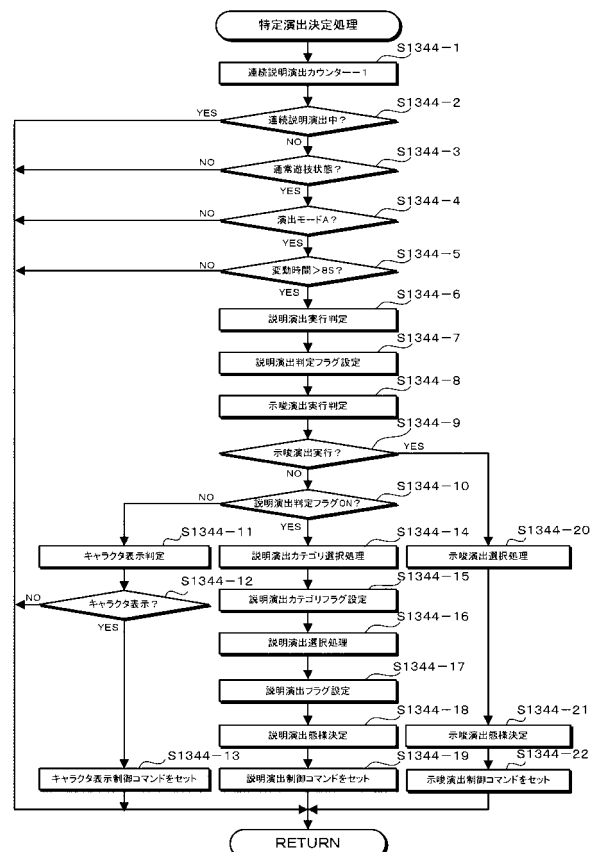 特定演出決定処理
S1344-1
連続説明演出カウンター-1
S1344-2
YES
連続説明演出中?
NO
S1344-3
NO
通常遊技状態?
YES
S1344-4
NO
演出モードA?
YES
S1344-5
NO
変動時間>8S?
YES
S1344-6
説明演出実行判定
S1344-7
説明演出判定フラグ設定
S1344-8
示唆演出実行判定
S1344-9
示唆演出実行?
YES
NO
S1344-10
NO
説明演出判定フラグON?
YES
S1344-11
キャラクタ表示判定
S1344-14
説明演出カテゴリ選択処理
S1344-20
示唆演出選択処理
S1344-12
NO
キャラクタ表示?
YES
S1344-15
説明演出カテゴリフラグ設定
S1344-16
説明演出選択処理
S1344-17
説明演出フラグ設定
S1344-18
説明演出態様決定
S1344-21
示唆演出態様決定
S1344-13
キャラクタ表示制御コマンドをセット
S1344-19
説明演出制御コマンドをセット
S1344-22
示唆演出制御コマンドをセット
RETURN